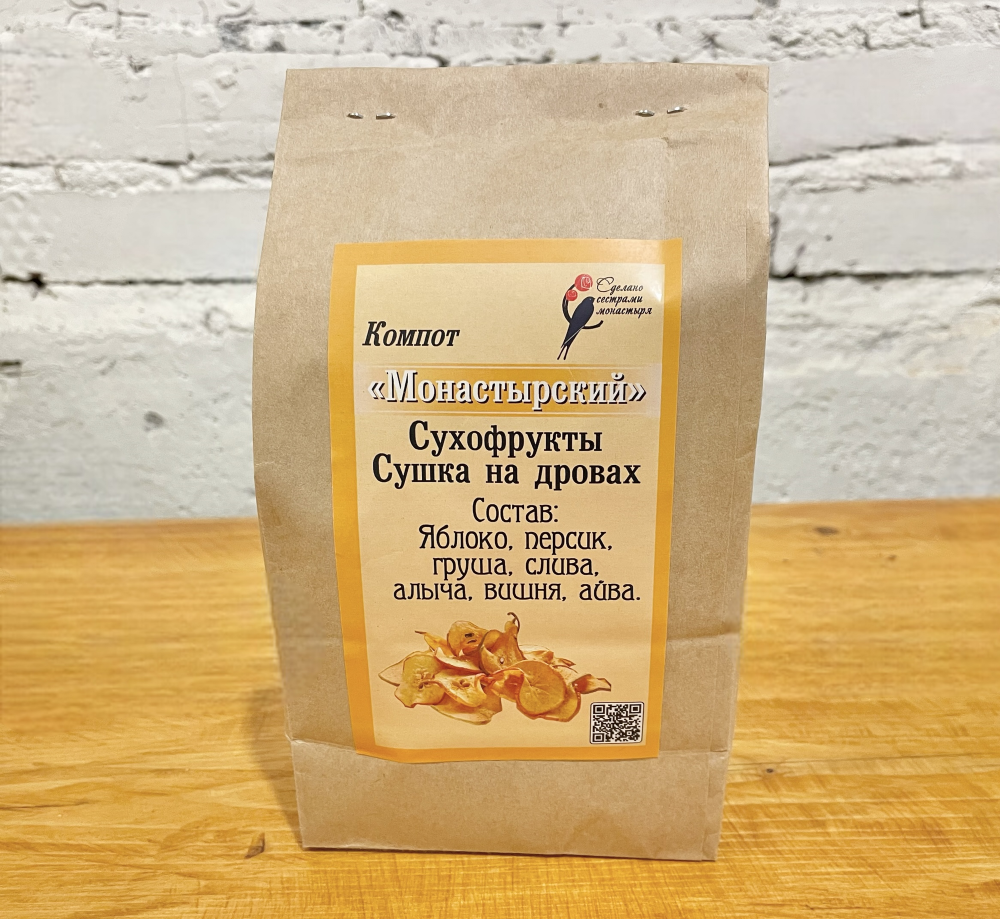 Сделано
сестрами
монастыря
Компот
«Монастырский»
Сухофрукты
Сушка на дровах
Состав:
Яблоко, персик,
груша, слива,
алыча, вишня, айва.